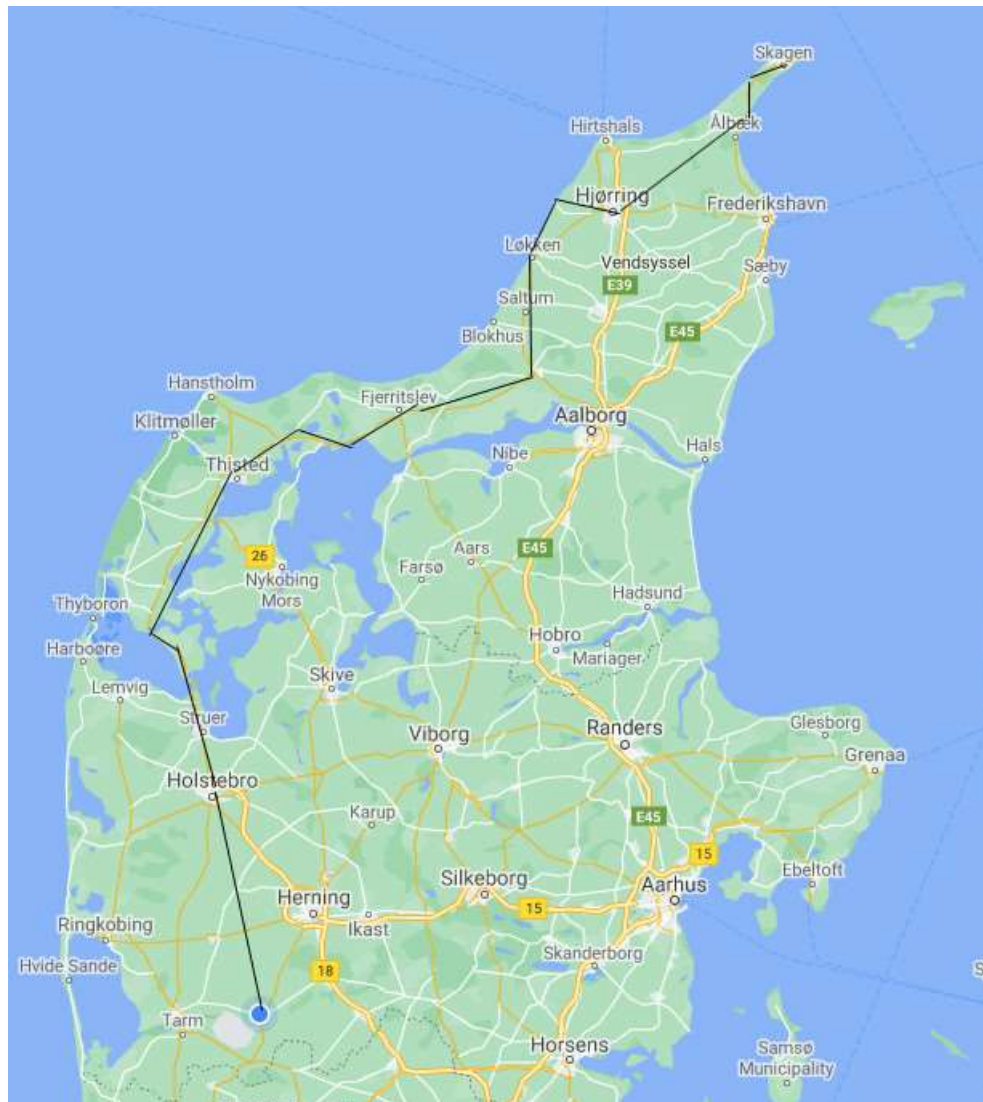 Skagen
Hirtshals
Ålbæk
Hjørring
Frederikshavn
Løkken
Vendsyssel
Sæby
E39
Saltum
Blokhus
E45
Hanstholm
Fjerritslev
Klitmøller
Aalborg
Hals
Thisted
Nibe
Aars
E45
26
Farsø
Nykobing
Mors
Hadsund
Thyboron
Hobro
Mariager
Harboøre
Skive
Lemvig
Struer
Viborg
Randers
Glesborg
Grenaa
Holstebro
Karup
E45
15
Ebeltoft
Silkeborg
Aarhus
Herning
Ikast
15
Ringkobing
Skanderborg
Hvide Sande
18
S
Tarm
Horsens
Samsø
Municipality